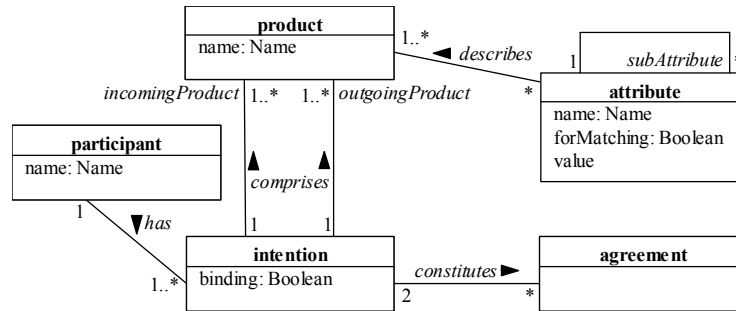 product
name: Name
1..*
describes
*
1
subAttribute
*
attribute
name: Name
forMatching: Boolean
value
incomingProduct
1..*
1..*
outgoingProduct
participant
name: Name
comprises
1
has
1..*
1
1
intention
binding: Boolean
2
constitutes
*
agreement